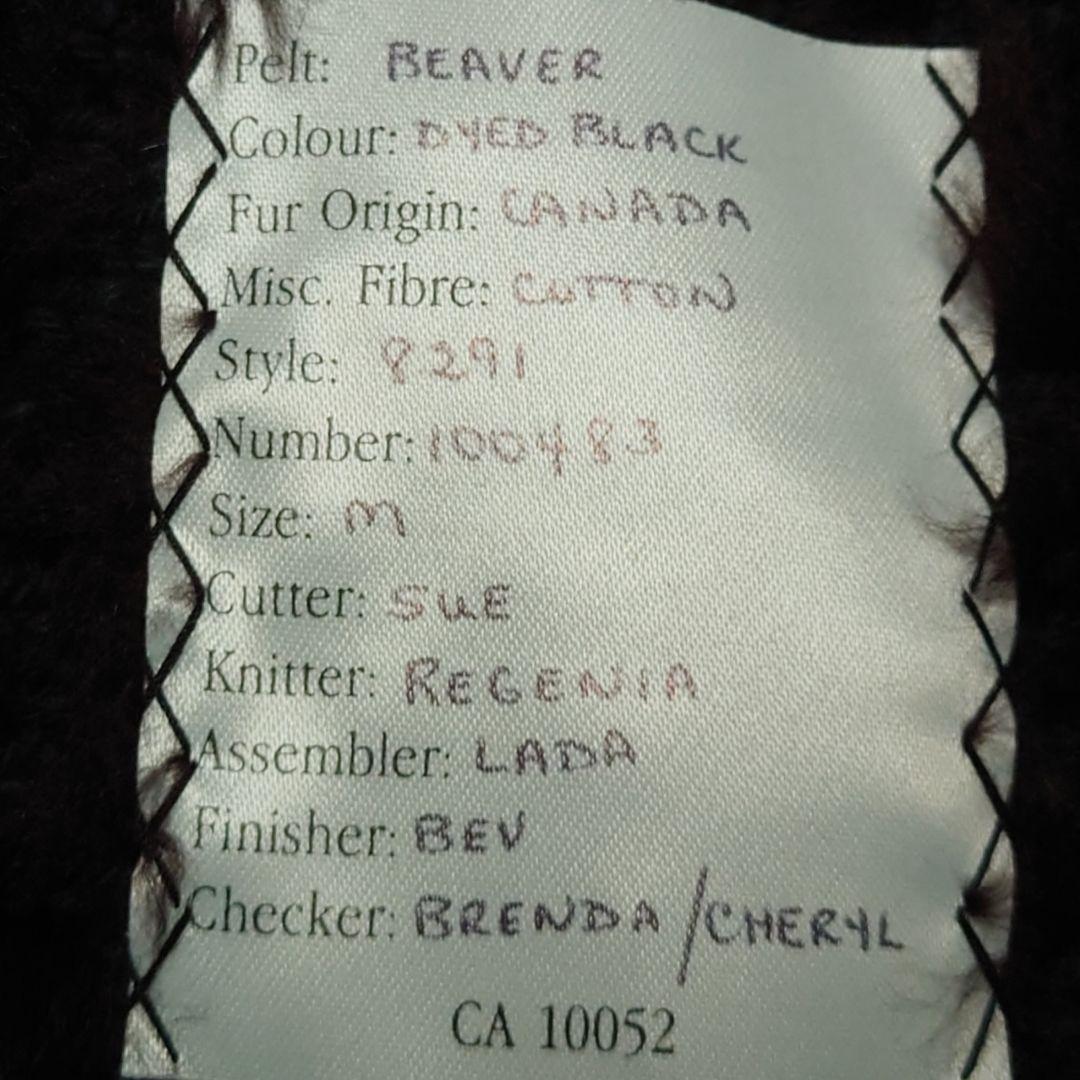 Pelt: BEAVER
Colour: DYED BLACK
Fur Origin: CANADA
Misc. Fibre: COTTON
Style: 8291
Number: 100483
Size: M
Cutter: SUE
Knitter: REGENIA
Assembler: LADA
Finisher: BEV
Checker: BRENDA/CHERYL
CA 10052